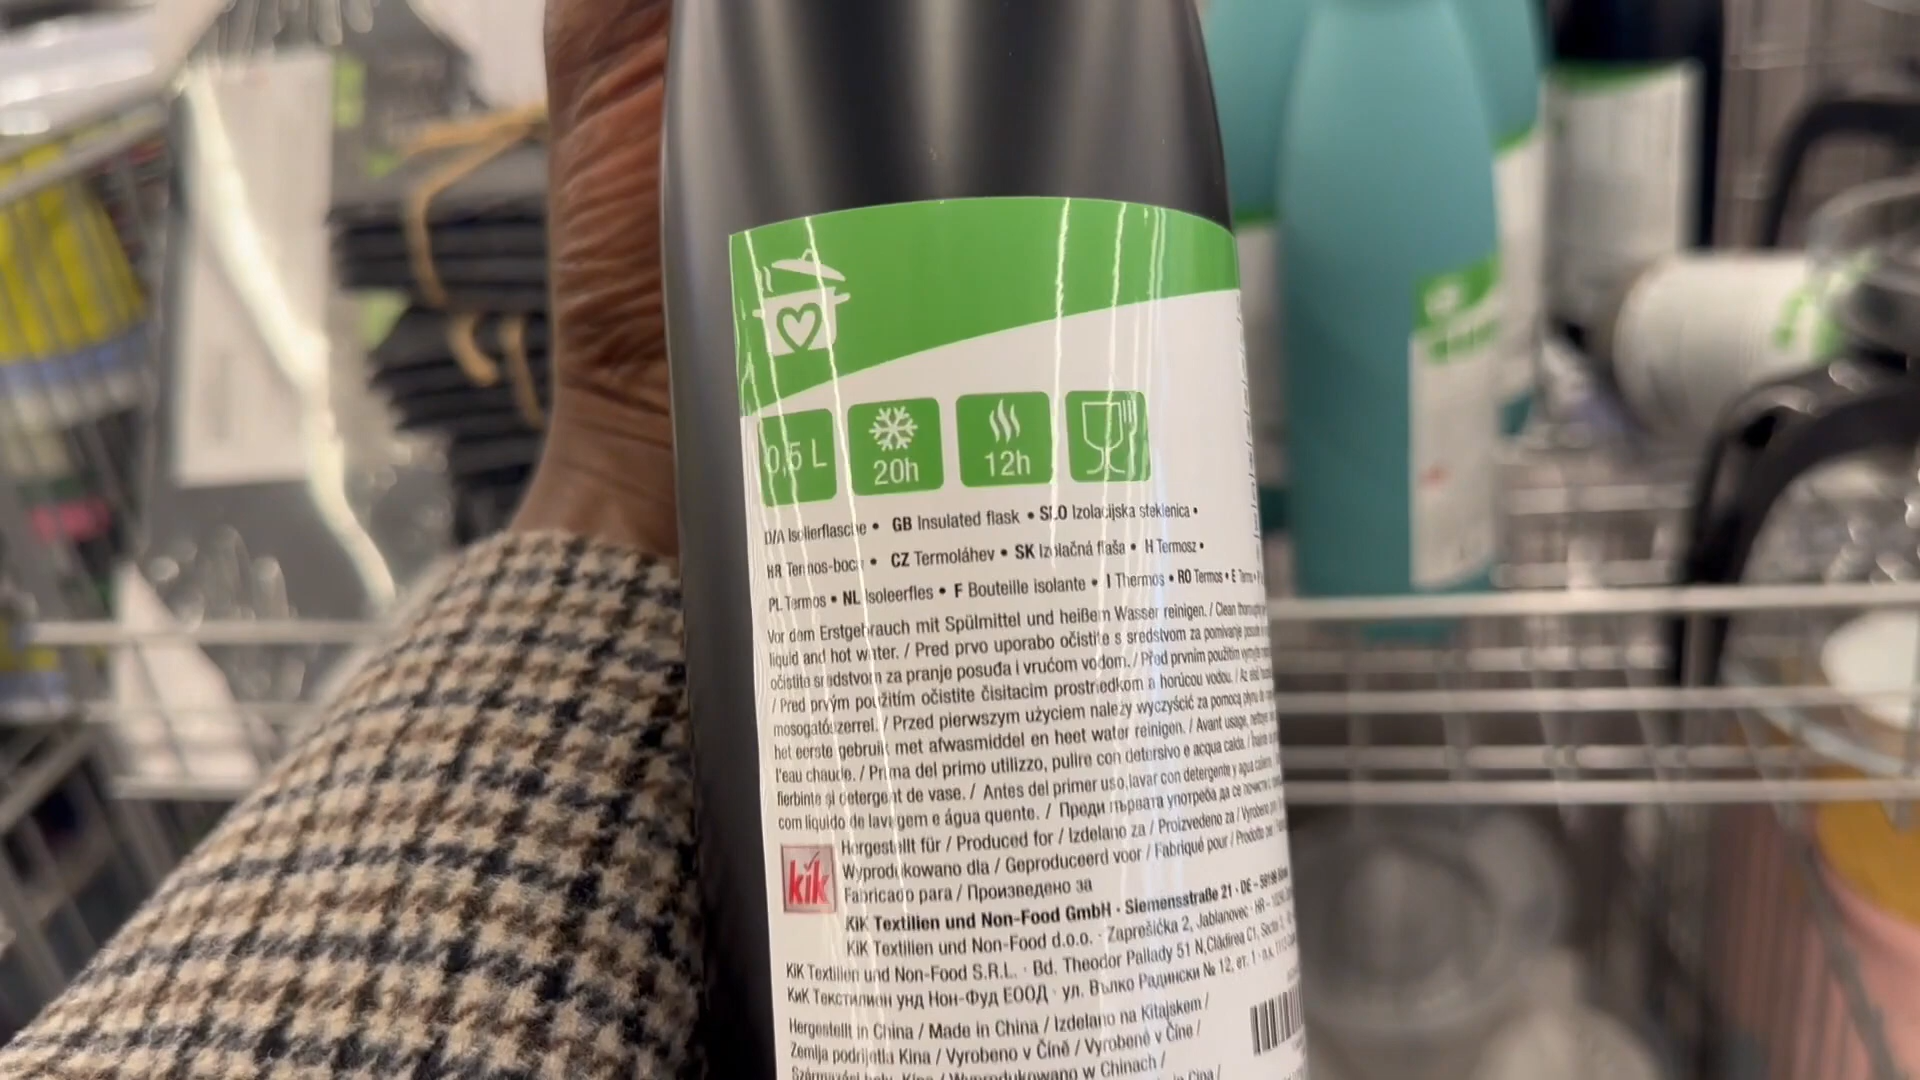 0,5 L
20h
12h
D/A Isolierflasche • GB Insulated flask • SLO Izolacijska steklenica •
HR Termos-boca • CZ Termoláhev • SK Izolačná fľaša • H Termosz •
PL Termos • NL Isoleerfles • F Bouteille isolante • I Thermos • RO Termos • E
Vor dem Erstgebrauch mit Spülmittel und heißem Wasser reinigen. / Clean
liquid and hot water. / Pred prvo uporabo očistite s sredstvom za pomivanje
očistite sredstvom za pranje posuđa i vrućom vodom. / Před prvním použitím
/ Pred prvým použitím očistite čisitacim prostriedkom a horúcou vodou. / Az
mosogatószerrel. / Przed pierwszym użyciem należy wyczyścić za pomocą płynu
het eerste gebruik met afwasmiddel en heet water reinigen. / Avant usage,
l'eau chaude. / Prima del primo utilizzo, pulire con detersivo e acqua calda. /
fierbinte și detergent de vase. / Antes del primer uso, lavar con detergente y agua
com líquido de lavagem e água quente. / Преди първата употреба да се
Hergestellt für / Produced for / Izdelano za / Proizvedeno za /
Wyprodukowano dla / Geproduceerd voor / Fabriqué pour /
kik Fabricado para / Произведено за
KiK Textilien und Non-Food GmbH · Siemensstraße 21 · DE -
KiK Textilien und Non-Food d.o.o. · Zaprešićka 2, Jablanovec · HR -
KiK Textilien und Non-Food S.R.L. · Bd. Theodor Pallady 51 N, Clădirea C1,
КиК Текстилиен унд Нон-Фуд ЕООД · ул. Вълко Радински № 12, ет. 1 ·
Hergestellt in China / Made in China / Izdelano na Kitajskem /
Zemlja podrijetla Kina / Vyrobeno v Číně / Vyrobené v Číne /
Származási hely: Kína / Wyprodukowano w Chinach /